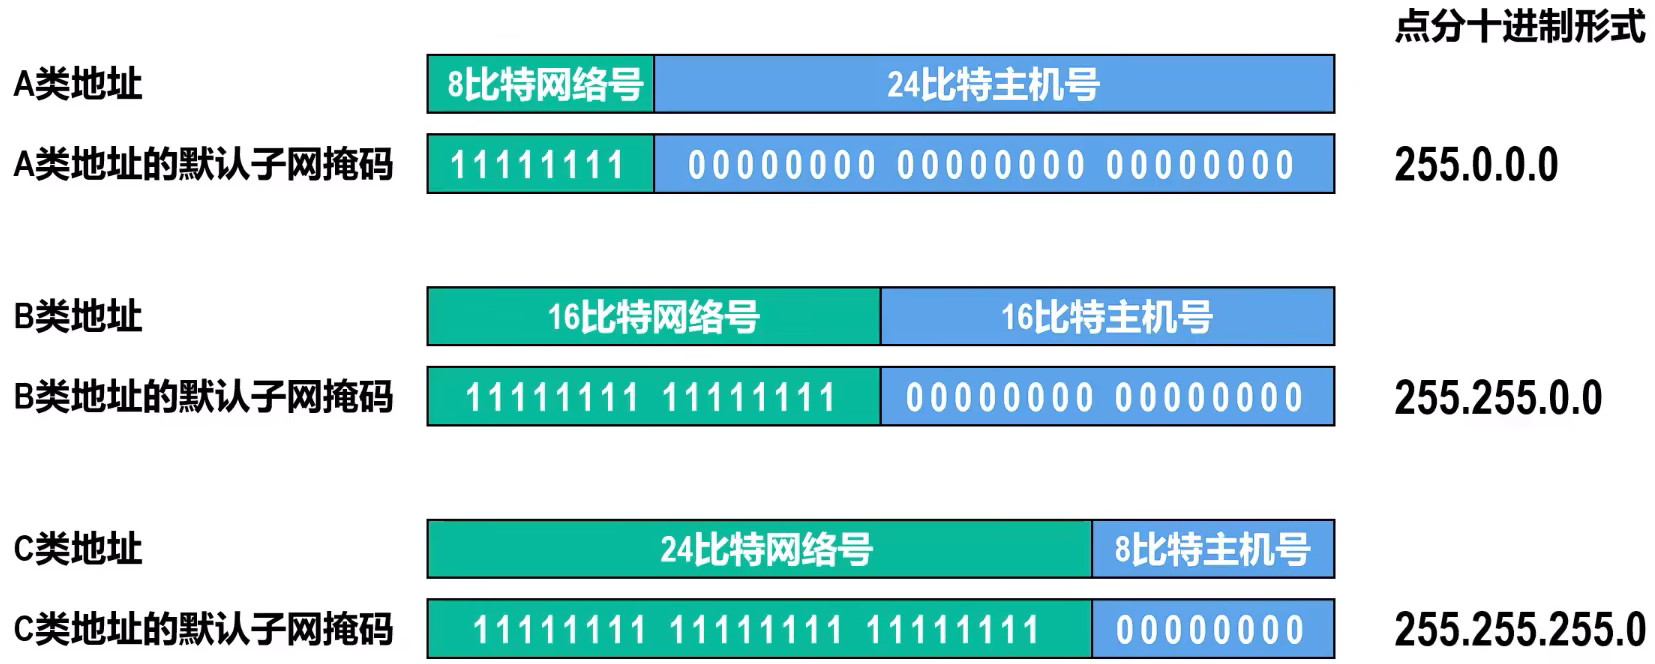 点分十进制形式
A类地址 8比特网络号 24比特主机号
A类地址的默认子网掩码 11111111 00000000 00000000 00000000 255.0.0.0
B类地址 16比特网络号 16比特主机号
B类地址的默认子网掩码 11111111 11111111 00000000 00000000 255.255.0.0
C类地址 24比特网络号 8比特主机号
C类地址的默认子网掩码 11111111 11111111 11111111 00000000 255.255.255.0